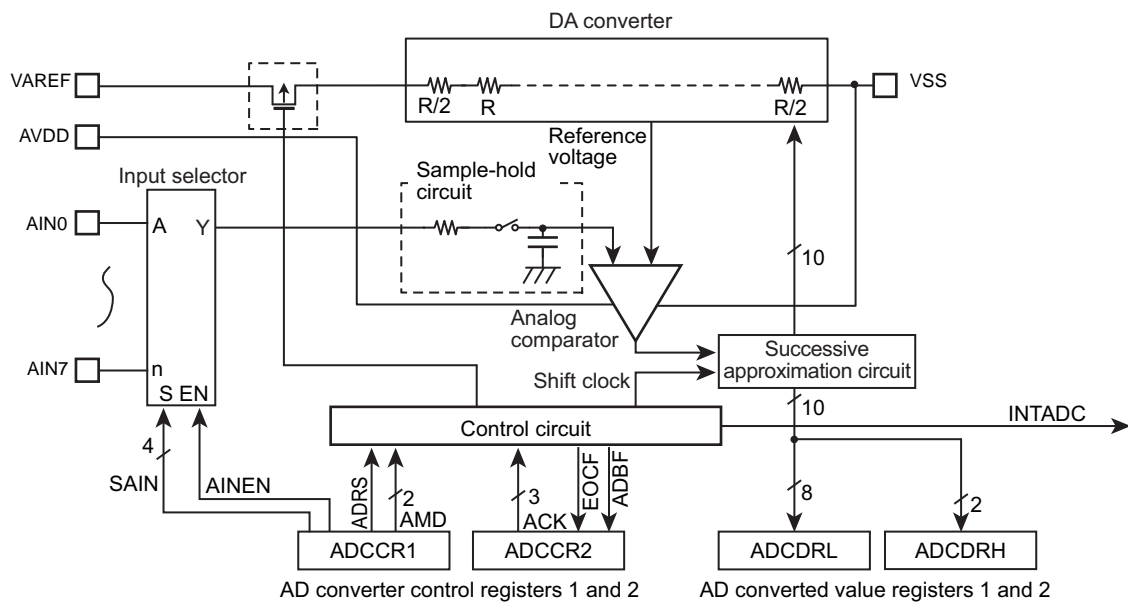 DA converter
VAREF
R/2
R
R/2
VSS
AVDD
Reference
voltage
Sample-hold
circuit
Input selector
AIN0
A
Y
10
Analog
comparator
AIN7
n
S EN
Successive
approximation circuit
Shift clock
10
INTADC
Control circuit
4
SAIN
AINEN
ADRS
2
AMD
3
ACK
EOCF
ADBF
8
2
ADCCR1
ADCCR2
ADCDRL
ADCDRH
AD converter control registers 1 and 2
AD converted value registers 1 and 2